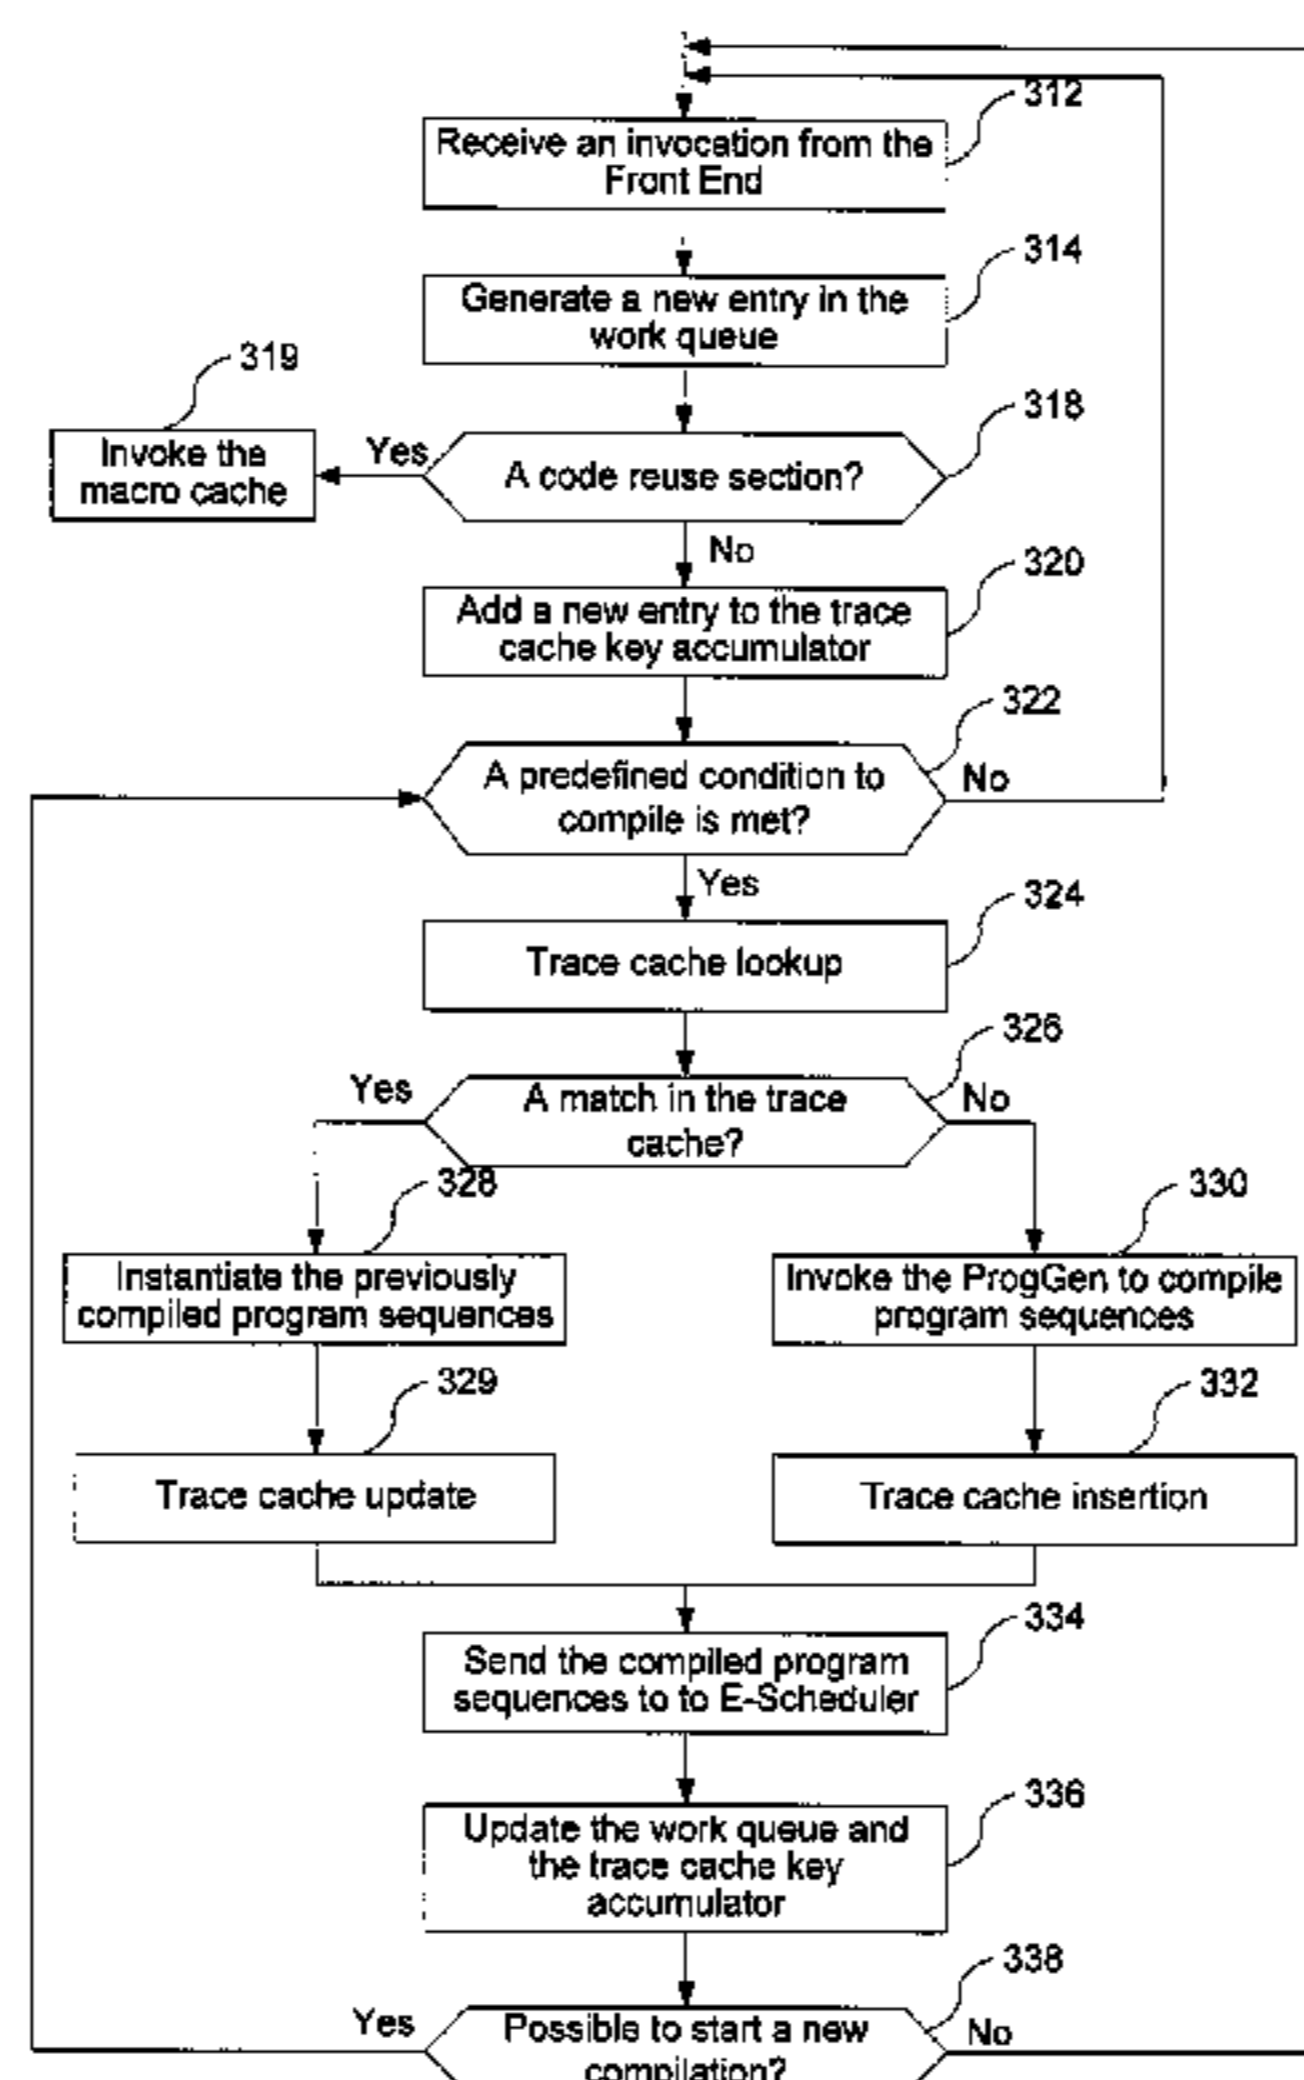 312
Receive an invocation from the
Front End
314
Generate a new entry in the
work queue
319
318
Invoke the
macro cache
Yes
A code reuse section?
No
320
Add a new entry to the trace
cache key accumulator
322
A predefined condition to
compile is met?
No
Yes
324
Trace cache lookup
326
Yes
A match in the trace
cache?
No
328
330
Instantiate the previously
compiled program sequences
Invoke the ProgGen to compile
program sequences
329
332
Trace cache update
Trace cache insertion
334
Send the compiled program
sequences to to E-Scheduler
336
Update the work queue and
the trace cache key
accumulator
338
Yes
Possible to start a new
compilation?
No